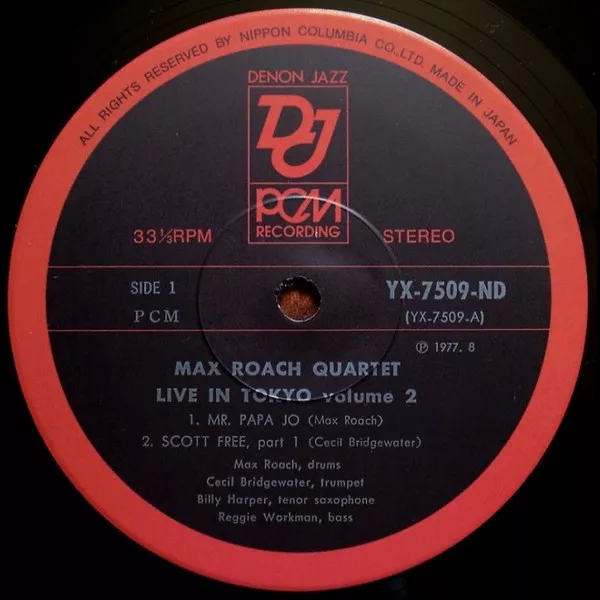 ALL RIGHTS RESERVED BY NIPPON COLUMBIA CO.,LTD. MADE IN JAPAN
DENON JAZZ
DJ
PCM
RECORDING
33⅓RPM
STEREO
SIDE 1
YX-7509-ND
PCM
(YX-7509-A)
Ⓟ 1977. 8
MAX ROACH QUARTET
LIVE IN TOKYO volume 2
1. MR. PAPA JO (Max Roach)
2. SCOTT FREE, part 1 (Cecil Bridgewater)
Max Roach, drums
Cecil Bridgewater, trumpet
Billy Harper, tenor saxophone
Reggie Workman, bass